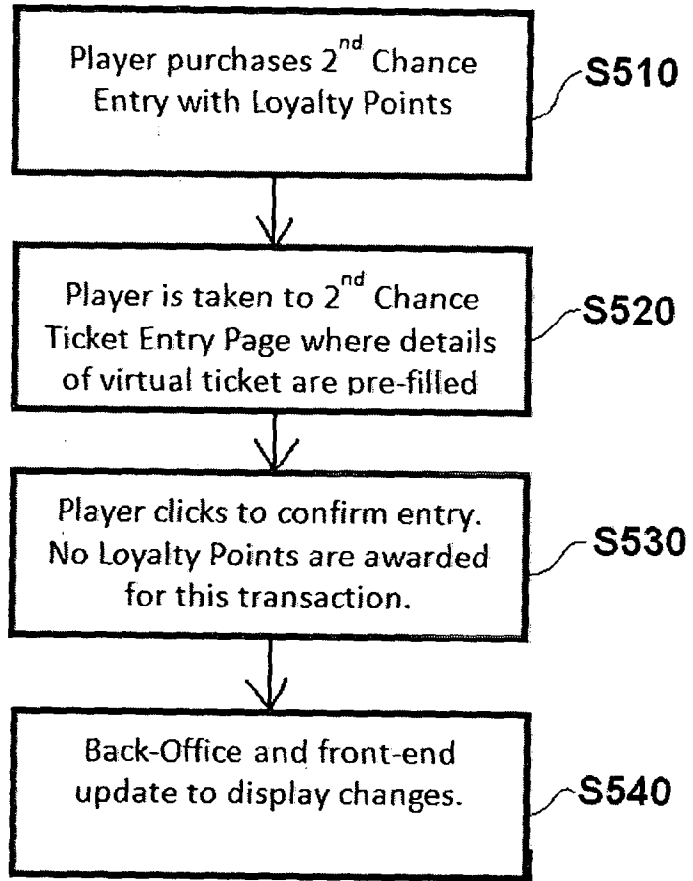 Player purchases 2nd Chance
Entry with Loyalty Points
S510
Player is taken to 2nd Chance
Ticket Entry Page where details
of virtual ticket are pre-filled
S520
Player clicks to confirm entry.
No Loyalty Points are awarded
for this transaction.
S530
Back-Office and front-end
update to display changes.
S540